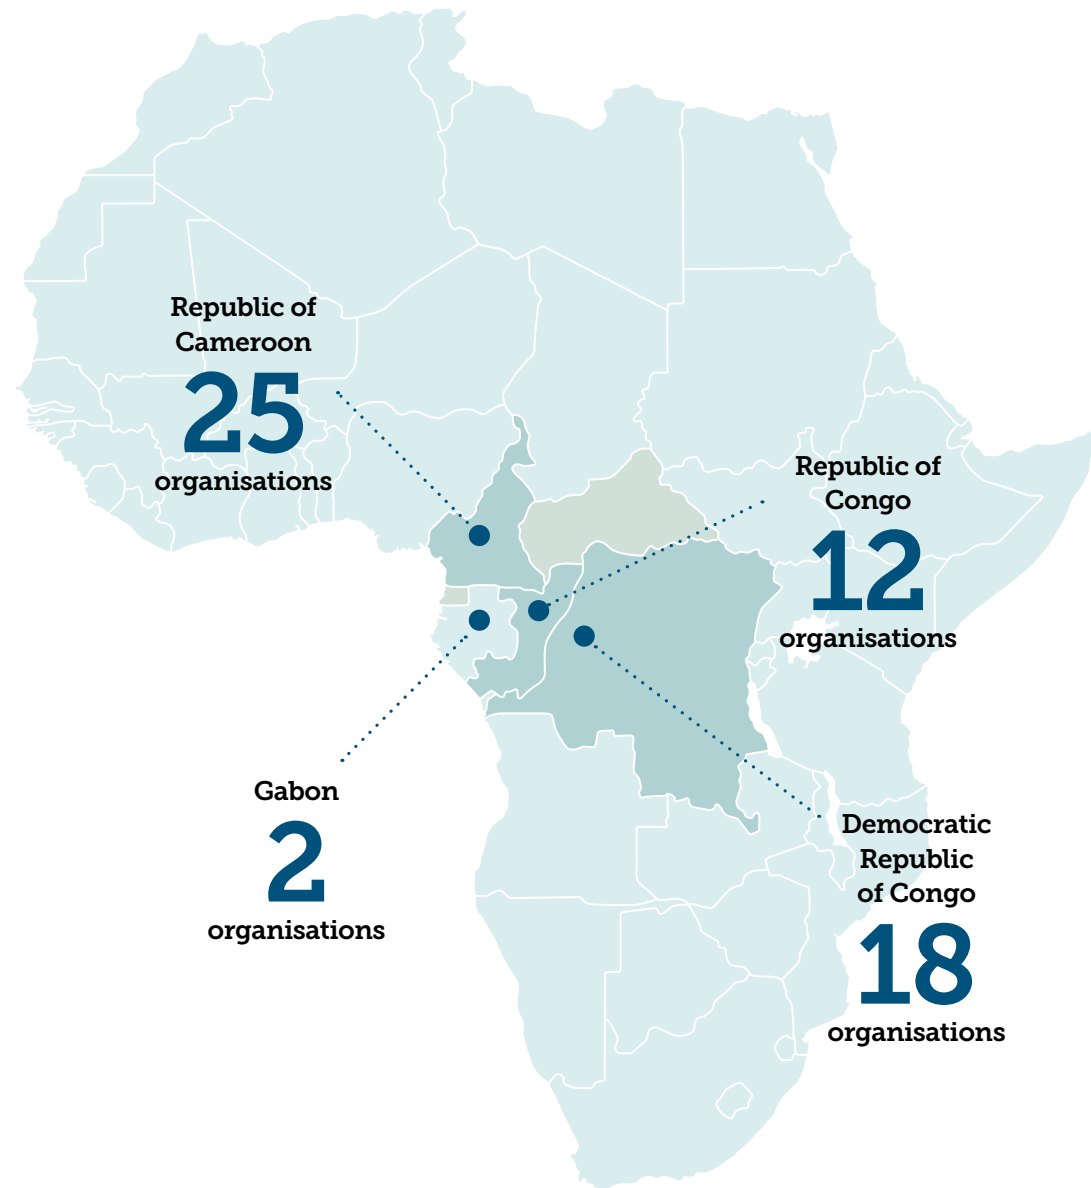 Republic of
Cameroon
25
organisations
Republic of
Congo
12
organisations
Gabon
2
organisations
Democratic
Republic
of Congo
18
organisations